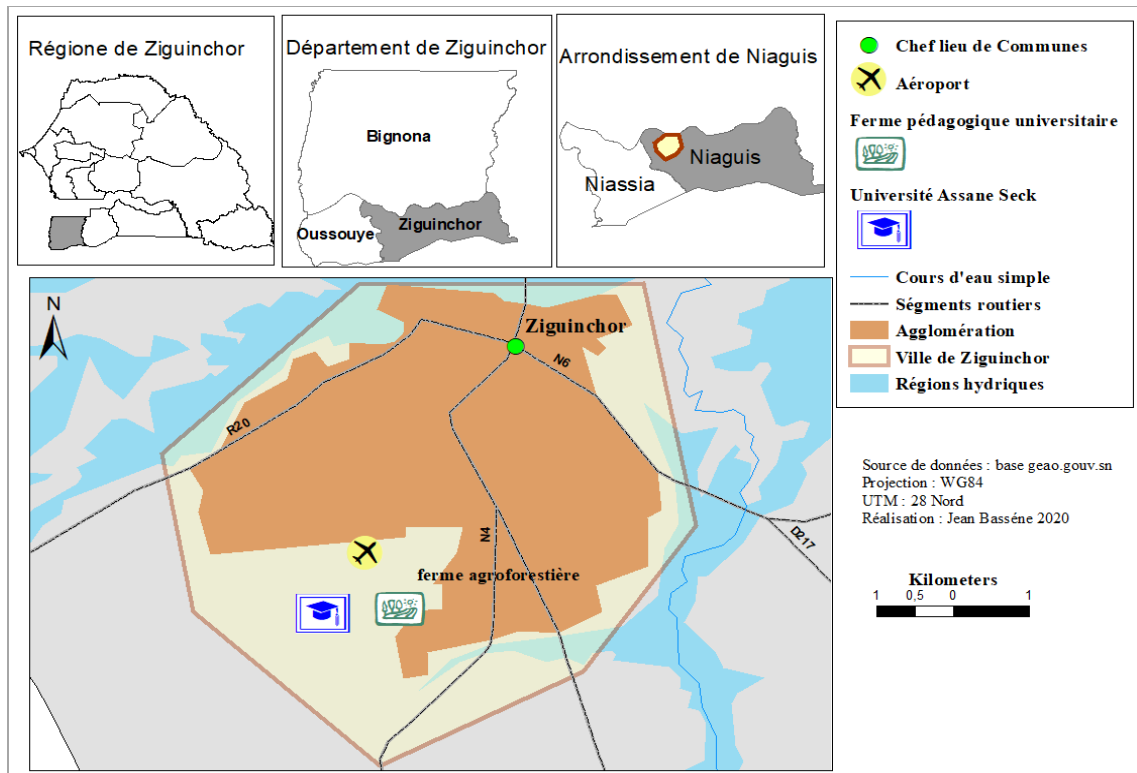 Régione de Ziguinchor
Département de Ziguinchor
Bignona
Oussouye
Ziguinchor
Arrondissement de Niaguis
Niaguis
Niassia
Chef lieu de Communes
Aéroport
Ferme pédagogique universitaire
Université Assane Seck
Cours d'eau simple
Ségments routiers
Agglomération
Ville de Ziguinchor
Régions hydriques
N
Ziguinchor
N6
R20
N4
D217
ferme agroforestière
Source de données : base geao.gouv.sn
Projection : WG84
UTM : 28 Nord
Réalisation : Jean Basséne 2020
Kilometers
1 0,5 0 1